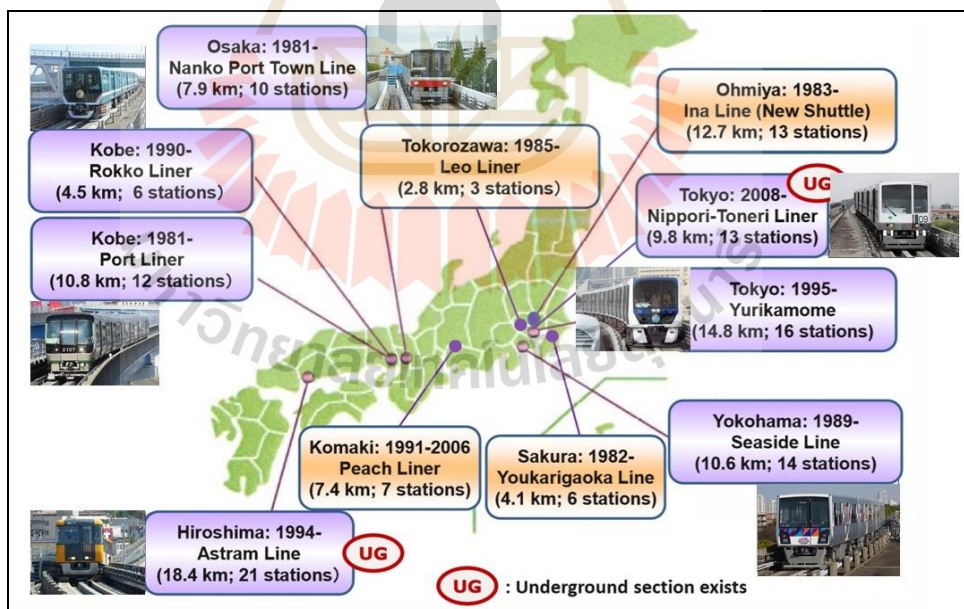 Osaka: 1981-
Nanko Port Town Line
(7.9 km; 10 stations)
Ohmiya: 1983-
Ina Line (New Shuttle)
(12.7 km; 13 stations)
Kobe: 1990-
Rokko Liner
(4.5 km; 6 stations)
Tokorozawa: 1985-
Leo Liner
(2.8 km; 3 stations)
UG
Tokyo: 2008-
Nippori-Toneri Liner
(9.8 km; 13 stations)
09
Kobe: 1981-
Port Liner
(10.8 km; 12 stations)
Tokyo: 1995-
Yurikamome
(14.8 km; 16 stations)
2107
Yokohama: 1989-
Seaside Line
(10.6 km; 14 stations)
Komaki: 1991-2006
Peach Liner
(7.4 km; 7 stations)
Sakura: 1982-
Youkarigaoka Line
(4.1 km; 6 stations)
Hiroshima: 1994-
Astram Line
(18.4 km; 21 stations)
UG
UG : Underground section exists